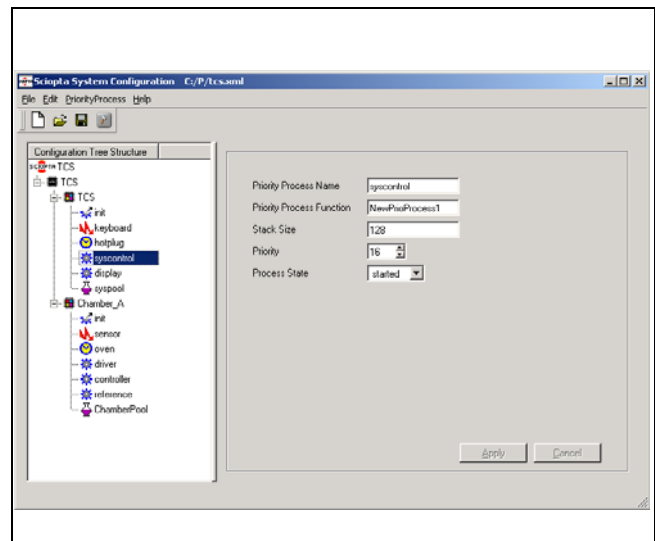 Sciopta System Configuration C:/P/tcs.xml
File Edit PriorityProcess Help
Configuration Tree Structure
SCIOPTA TCS
TCS
TCS
init
keyboard
hotplug
syscontrol
display
syspool
Chamber_A
init
sensor
oven
driver
controller
reference
ChamberPool
Priority Process Name syscontrol
Priority Process Function NewPrioProcess1
Stack Size 128
Priority 16
Process State started
Apply Cancel